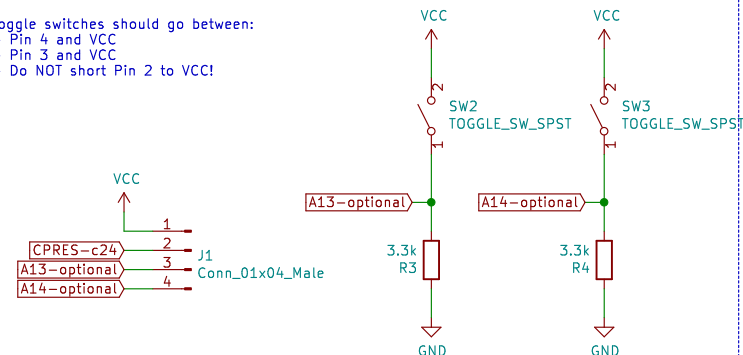 oggle switches should go between:
Pin 4 and VCC
Pin 3 and VCC
Do NOT short Pin 2 to VCC!
VCC
VCC
2
SW2
TOGGLE_SW_SPST
1
2
SW3
TOGGLE_SW_SPST
1
VCC
A13-optional
A14-optional
1
CPRES-c24
2
A13-optional
3
A14-optional
4
J1
Conn_01x04_Male
3.3k
R3
3.3k
R4
GND
GND